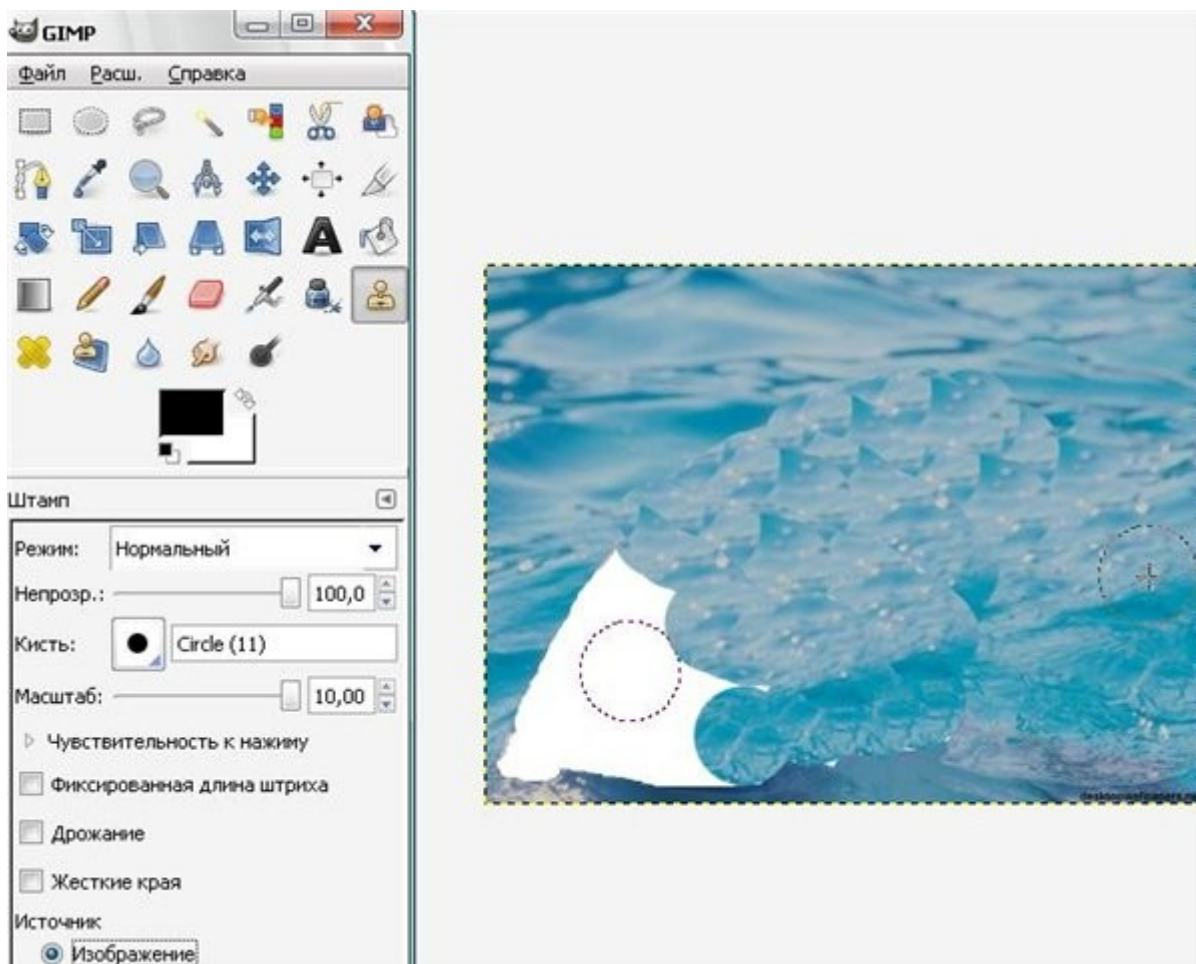 GIMP
Файл Расш. Справка
Штамп
Режим: Нормальный
Непрозр.: 100,0
Кисть: Circle (11)
Масштаб: 10,00
Чувствительность к нажиму
Фиксированная длина штриха
Дрожание
Жесткие края
Источник
Изображение